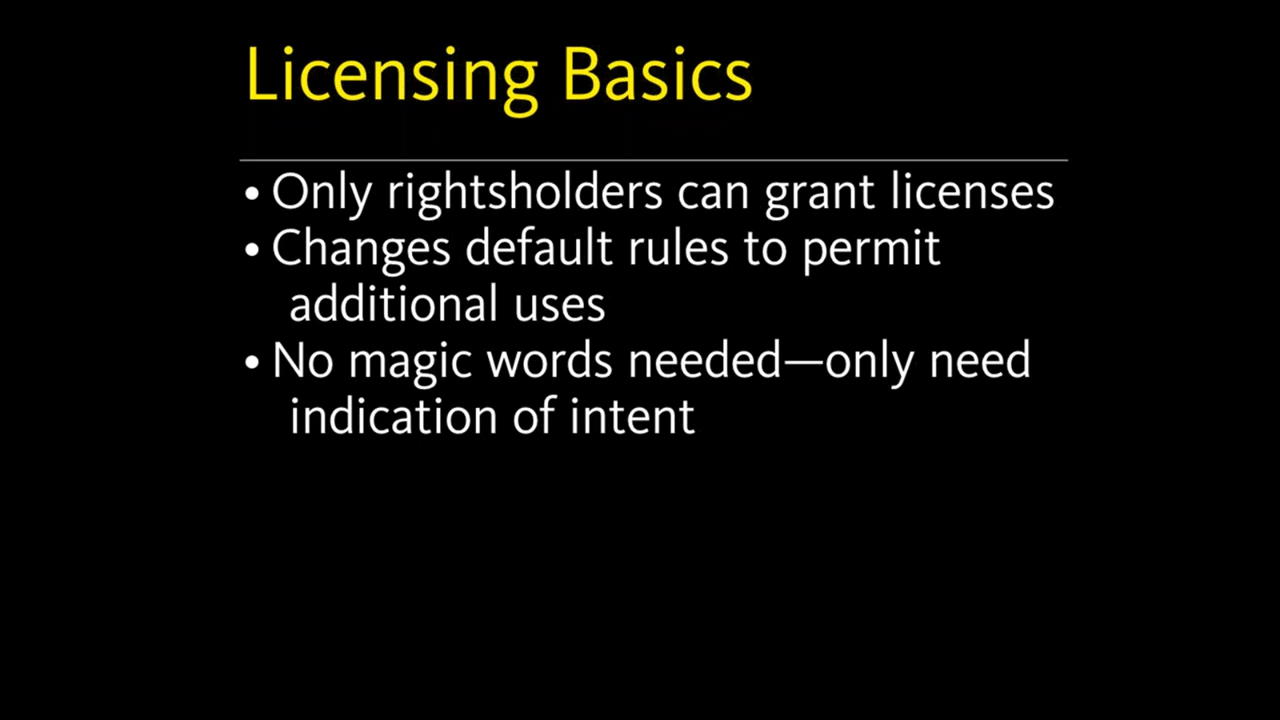 Licensing Basics
• Only rightsholders can grant licenses
• Changes default rules to permit
additional uses
• No magic words needed—only need
indication of intent